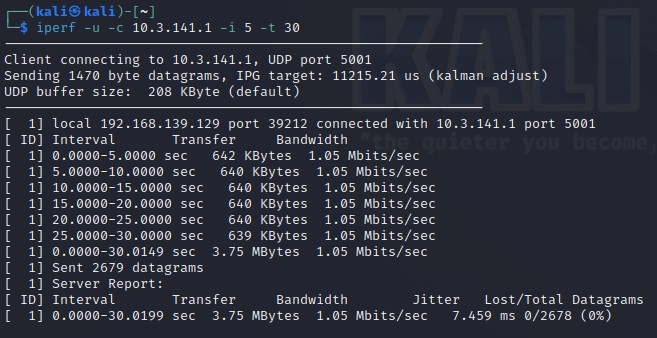 ┌──(kali㉿kali)-[~]
└─$ iperf -u -c 10.3.141.1 -i 5 -t 30
------------------------------------------------------------
Client connecting to 10.3.141.1, UDP port 5001
Sending 1470 byte datagrams, IPG target: 11215.21 us (kalman adjust)
UDP buffer size:  208 KByte (default)
------------------------------------------------------------
[  1] local 192.168.139.129 port 39212 connected with 10.3.141.1 port 5001
[ ID] Interval       Transfer     Bandwidth
[  1] 0.0000-5.0000 sec   642 KBytes  1.05 Mbits/sec
[  1] 5.0000-10.0000 sec   640 KBytes  1.05 Mbits/sec
[  1] 10.0000-15.0000 sec   640 KBytes  1.05 Mbits/sec
[  1] 15.0000-20.0000 sec   640 KBytes  1.05 Mbits/sec
[  1] 20.0000-25.0000 sec   640 KBytes  1.05 Mbits/sec
[  1] 25.0000-30.0000 sec   639 KBytes  1.05 Mbits/sec
[  1] 0.0000-30.0149 sec  3.75 MBytes  1.05 Mbits/sec
[  1] Sent 2679 datagrams
[  1] Server Report:
[ ID] Interval       Transfer     Bandwidth        Jitter   Lost/Total Datagrams
[  1] 0.0000-30.0199 sec  3.75 MBytes  1.05 Mbits/sec   7.459 ms 0/2678 (0%)
KALI
"the quieter you become,